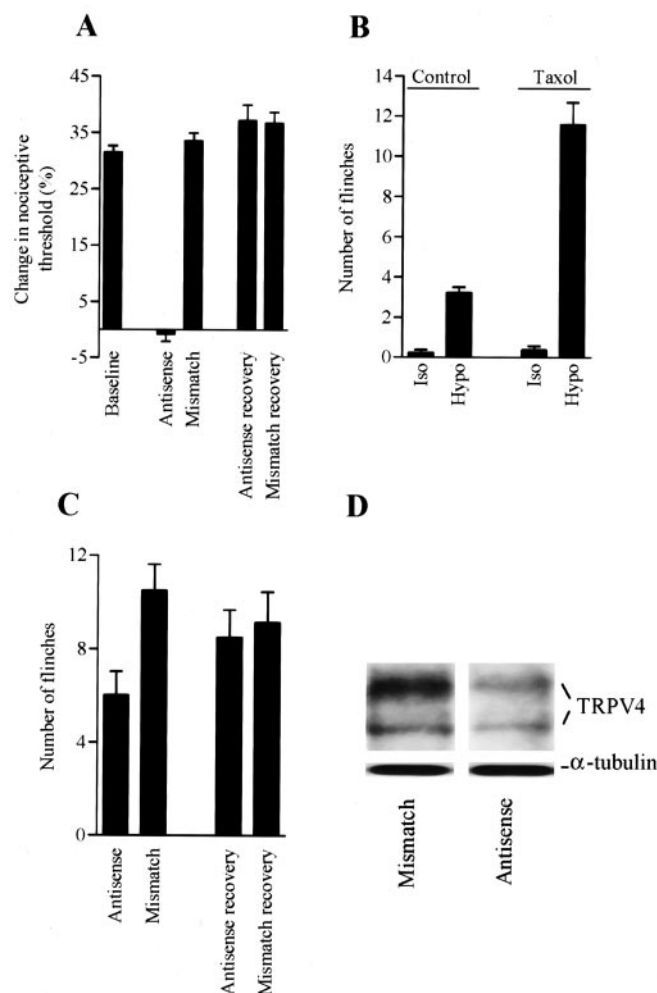 A
45
35
25
15
5
-5
Change in nociceptive
threshold (%)
Baseline
Antisense
Mismatch
Antisense recovery
Mismatch recovery
B
14
12
10
8
6
4
2
0
Number of flinches
Control
Taxol
Iso
Hypo
Iso
Hypo
C
12
8
4
0
Number of flinches
Antisense
Mismatch
Antisense recovery
Mismatch recovery
D
TRPV4
α-tubulin
Mismatch
Antisense